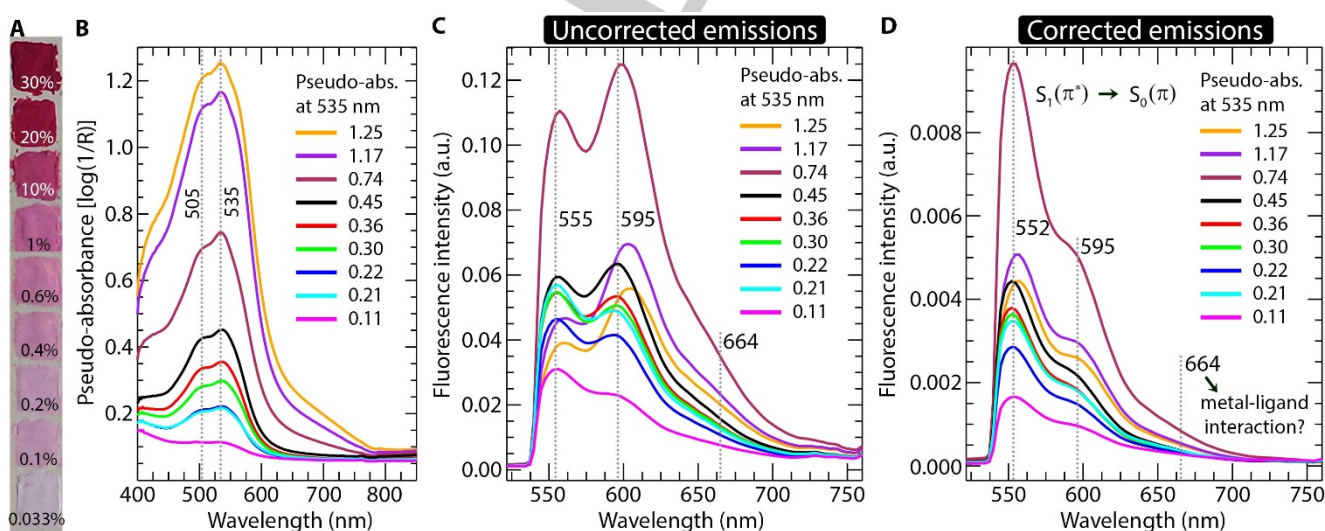 A
30%
20%
10%
1%
0.6%
0.4%
0.2%
0.1%
0.033%
B
Pseudo-absorbance [log(1/R)]
1.2
1.0
0.8
0.6
0.4
0.2
400 500 600 700 800
Wavelength (nm)
505
535
Pseudo-abs.
at 535 nm
1.25
1.17
0.74
0.45
0.36
0.30
0.22
0.21
0.11
C
Uncorrected emissions
Fluorescence intensity (a.u.)
0.12
0.10
0.08
0.06
0.04
0.02
0.00
550 600 650 700 750
Wavelength (nm)
555
595
664
Pseudo-abs.
at 535 nm
1.25
1.17
0.74
0.45
0.36
0.30
0.22
0.21
0.11
D
Corrected emissions
Fluorescence intensity (a.u.)
0.008
0.006
0.004
0.002
0.000
550 600 650 700 750
Wavelength (nm)
S₁(π*) → S₀(π)
552
595
664
metal-ligand
interaction?
Pseudo-abs.
at 535 nm
1.25
1.17
0.74
0.45
0.36
0.30
0.22
0.21
0.11